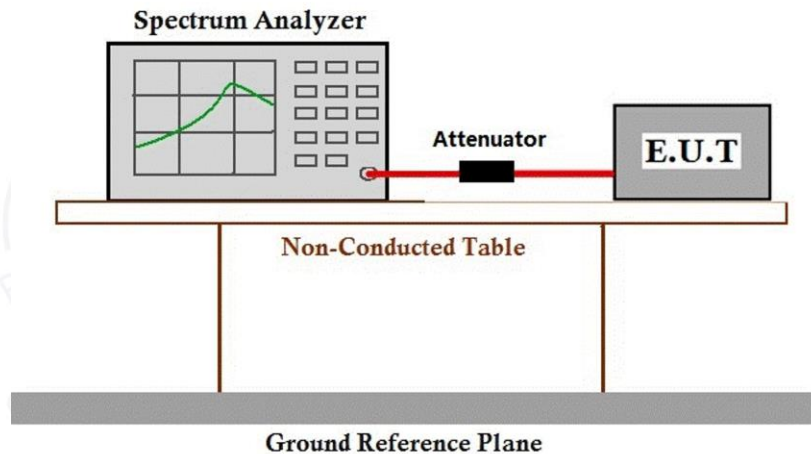 Spectrum Analyzer
Attenuator
E.U.T
Non-Conducted Table
Ground Reference Plane